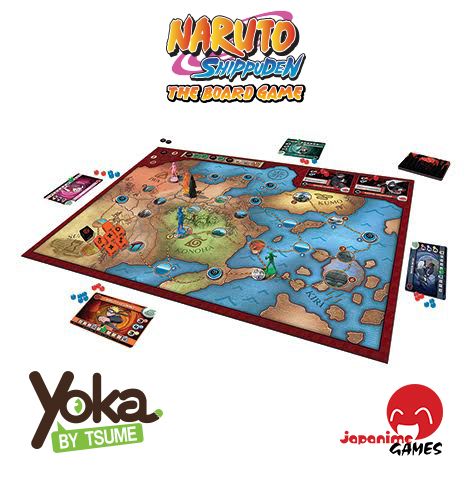 NARUTO
SHIPPUDEN
THE BOARD GAME
KUMO
KONOHA
KIRI
Yoka
BY TSUME
japanime
GAMES